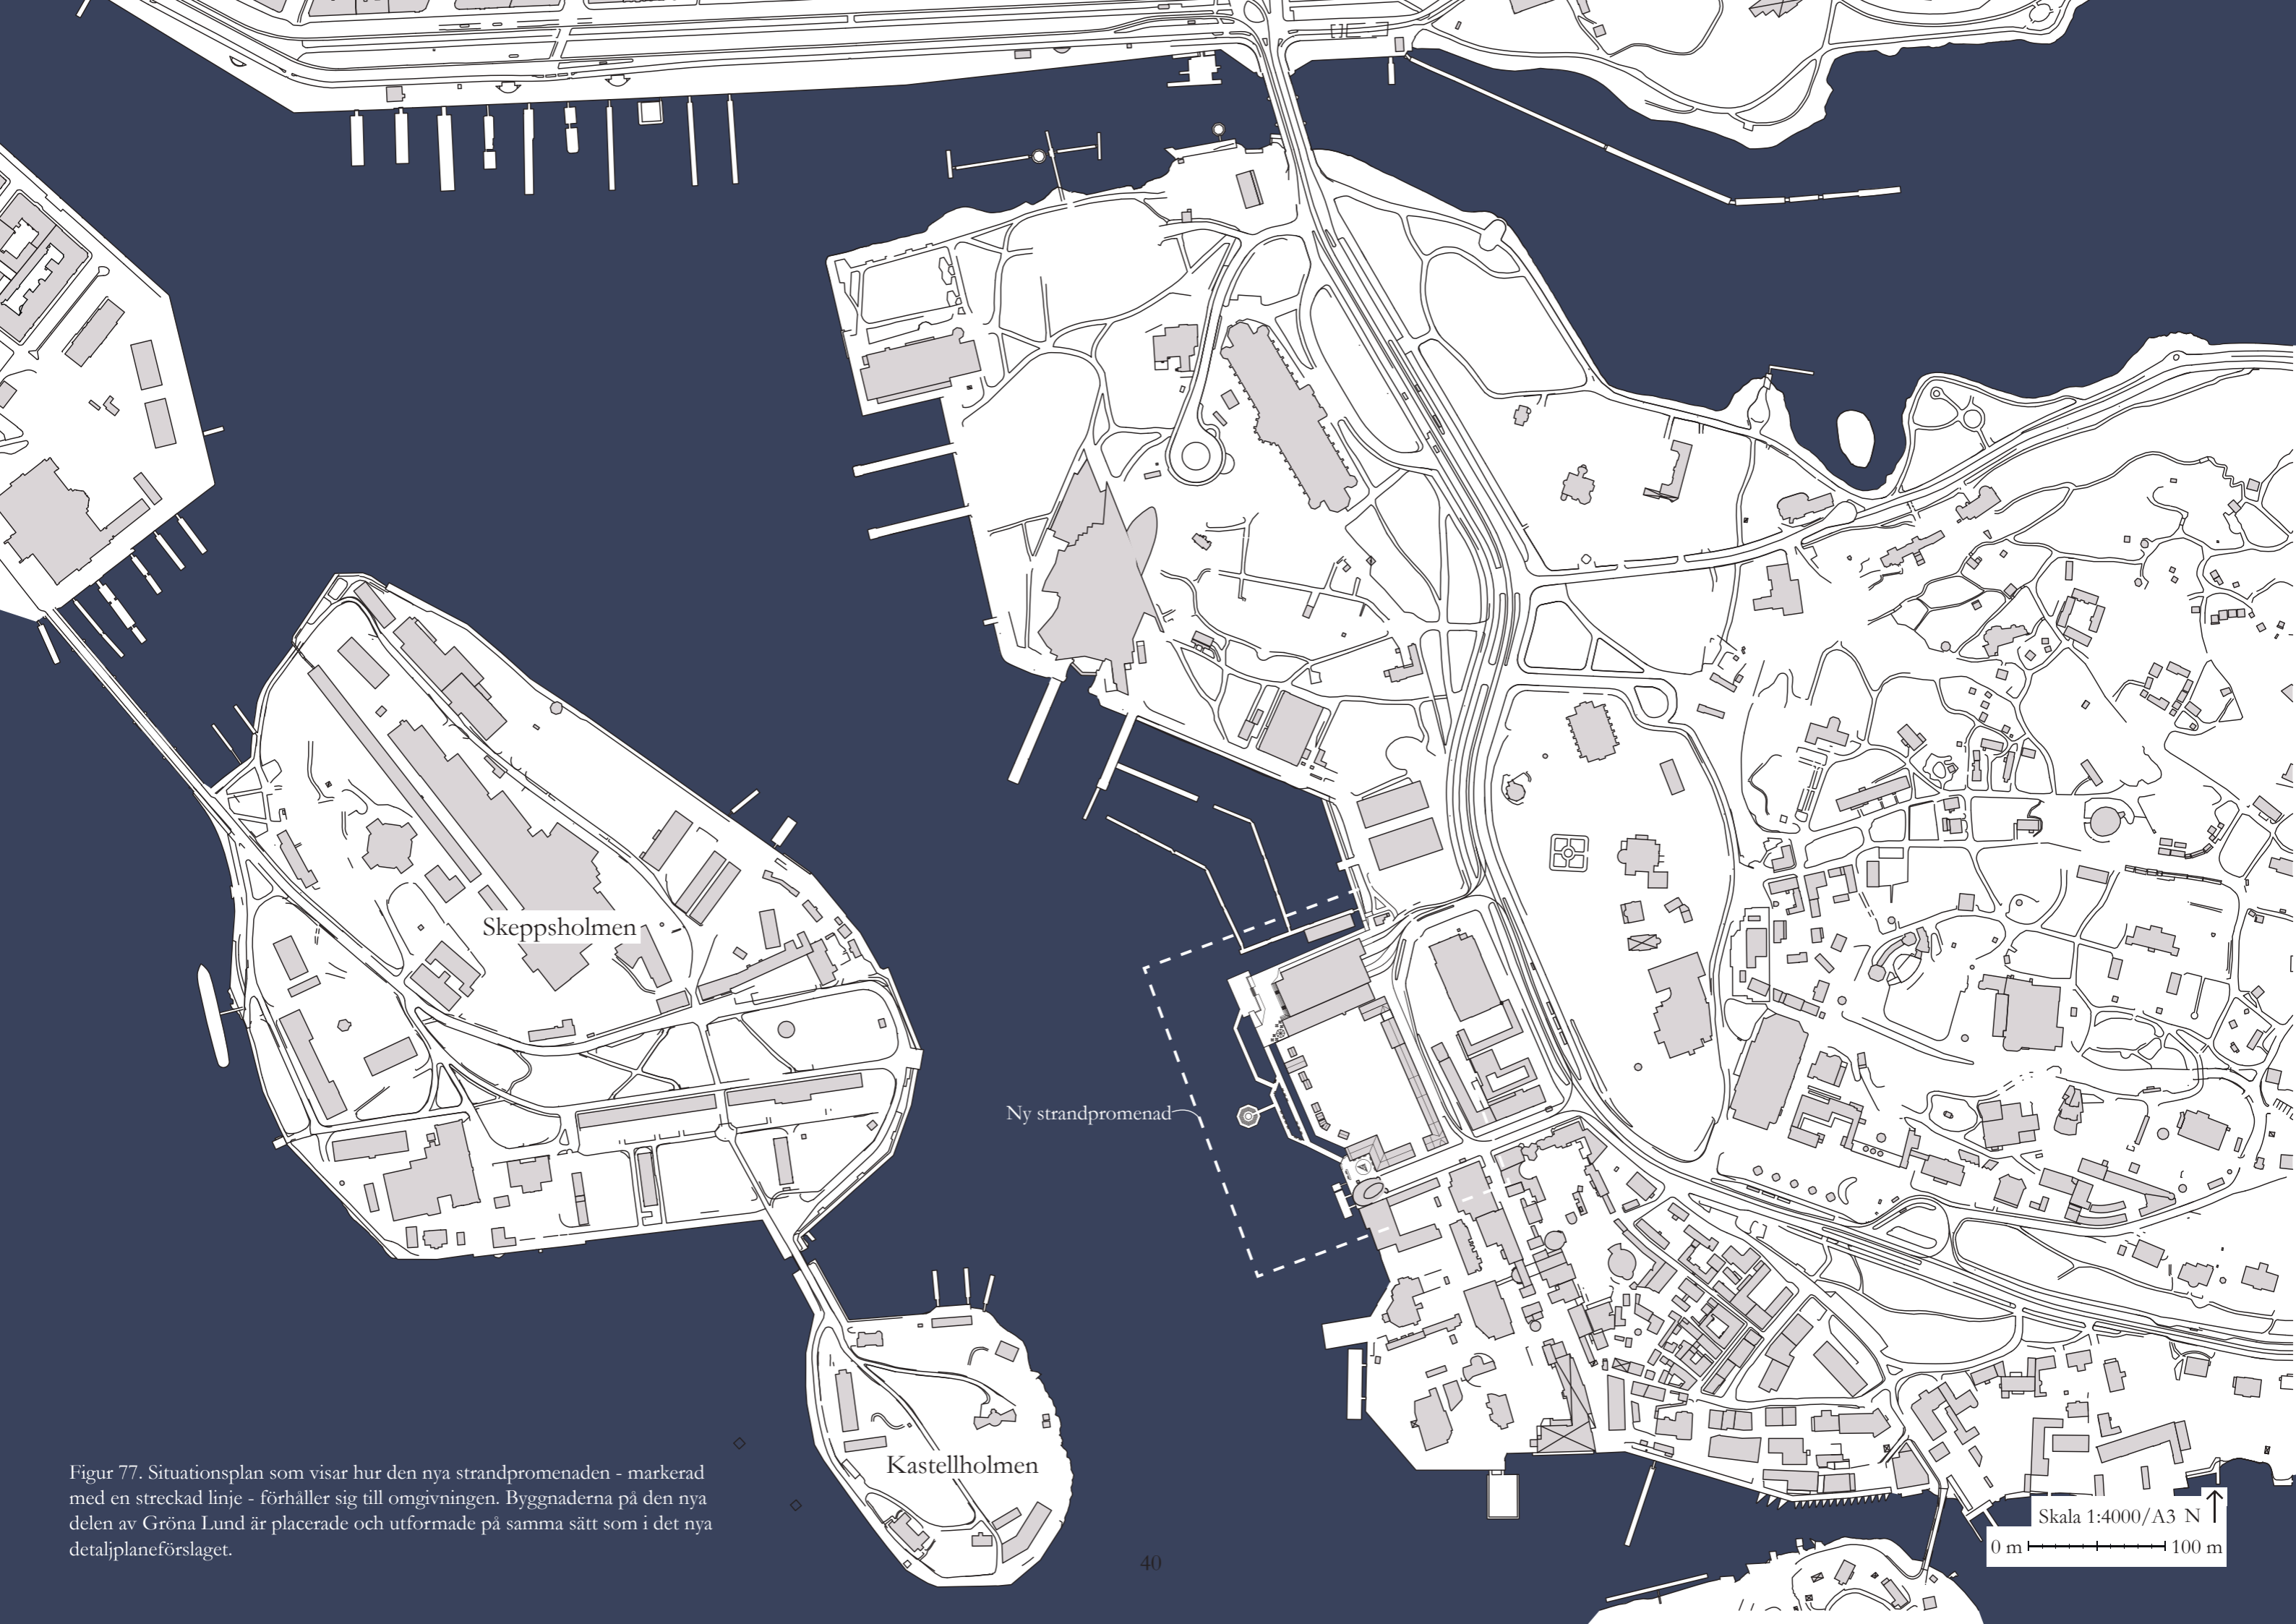 Skeppsholmen
Ny strandpromenad
Kastellholmen
Figur 77. Situationsplan som visar hur den nya strandpromenaden - markerad
med en streckad linje - förhåller sig till omgivningen. Byggnaderna på den nya
delen av Gröna Lund är placerade och utformade på samma sätt som i det nya
detaljplaneförslaget.
Skala 1:4000/A3 N
0 m 100 m
40